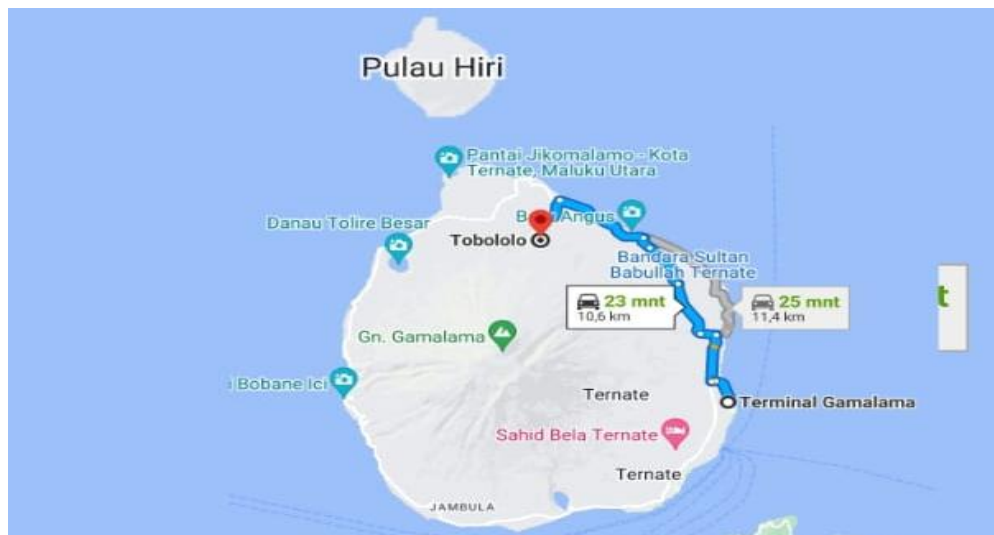 Pulau Hiri
Pantai Jikomalamo - Kota
Ternate, Maluku Utara
Angus
Danau Tolire Besar
Tobololo
Bandara Sultan
Babullah Ternate
23 mnt
10,6 km
25 mnt
11,4 km
t
Gn. Gamalama
i Bobane Ici
Ternate
Terminal Gamalama
Sahid Bela Ternate
Ternate
JAMBULA